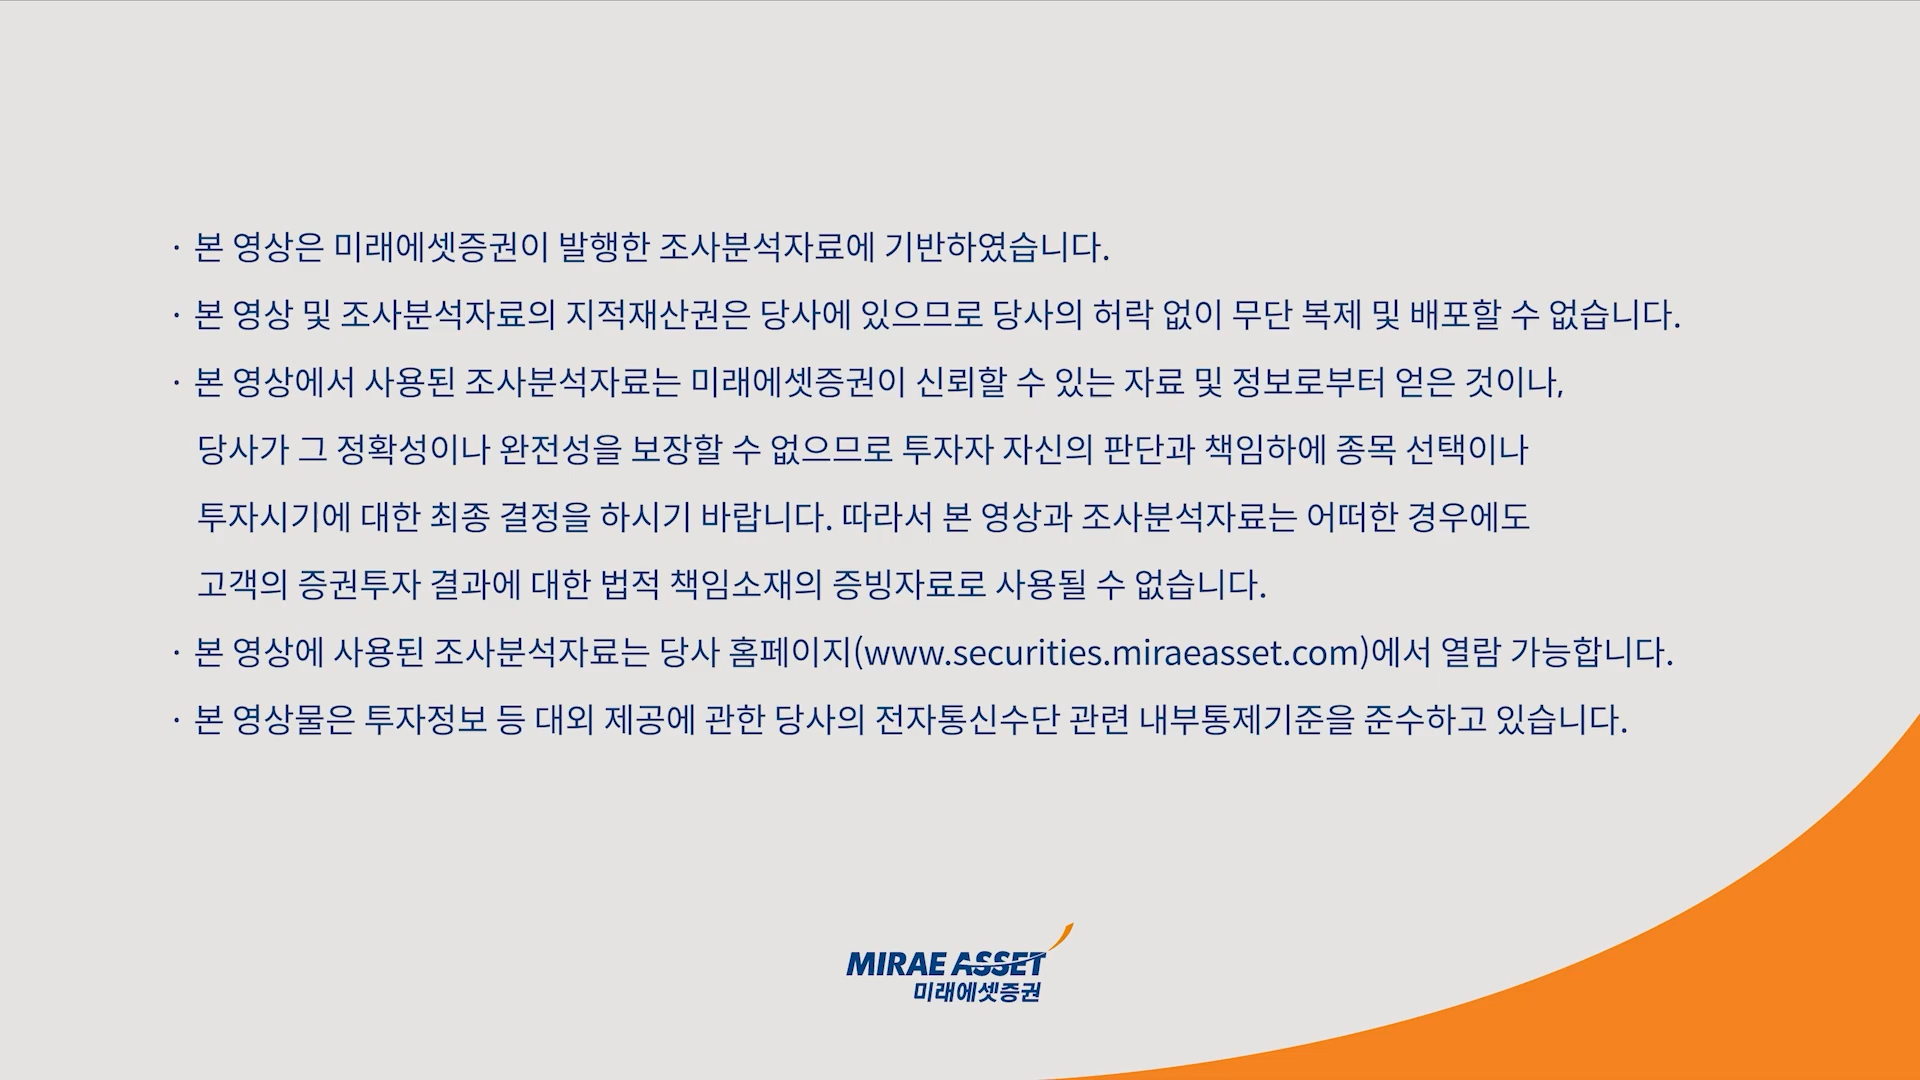 · 본 영상은 미래에셋증권이 발행한 조사분석자료에 기반하였습니다.
· 본 영상 및 조사분석자료의 지적재산권은 당사에 있으므로 당사의 허락 없이 무단 복제 및 배포할 수 없습니다.
· 본 영상에서 사용된 조사분석자료는 미래에셋증권이 신뢰할 수 있는 자료 및 정보로부터 얻은 것이나,
당사가 그 정확성이나 완전성을 보장할 수 없으므로 투자자 자신의 판단과 책임하에 종목 선택이나
투자시기에 대한 최종 결정을 하시기 바랍니다. 따라서 본 영상과 조사분석자료는 어떠한 경우에도
고객의 증권투자 결과에 대한 법적 책임소재의 증빙자료로 사용될 수 없습니다.
· 본 영상에 사용된 조사분석자료는 당사 홈페이지(www.securities.miraeasset.com)에서 열람 가능합니다.
· 본 영상물은 투자정보 등 대외 제공에 관한 당사의 전자통신수단 관련 내부통제기준을 준수하고 있습니다.
MIRAE ASSET
미래에셋증권